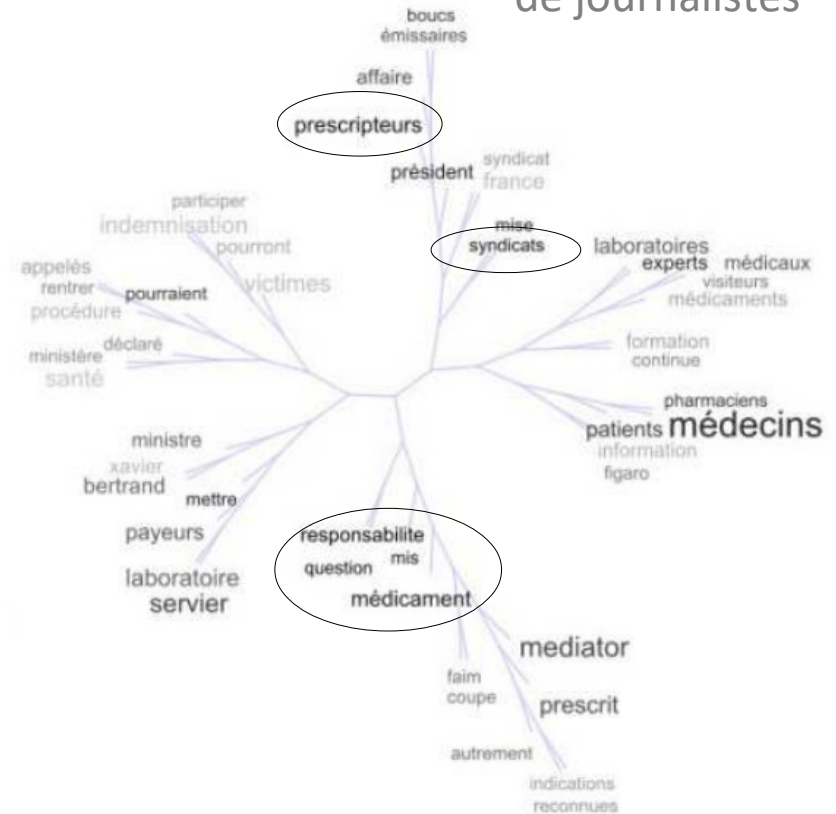 de journalistes
boucs
émissaires
affaire
prescripteurs
président
syndicat
france
mise
syndicats
participer
indemnisation
pourront
victimes
appelés
rentrer
pourraient
procédure
déclaré
ministère
santé
laboratoires
experts
médicaux
visiteurs
médicaments
formation
continue
pharmaciens
patients
médecins
information
figaro
ministre
xavier
bertrand
mettre
payeurs
laboratoire
servier
responsabilite
mis
question
médicament
mediator
faim
coupe
prescrit
autrement
indications
reconnues